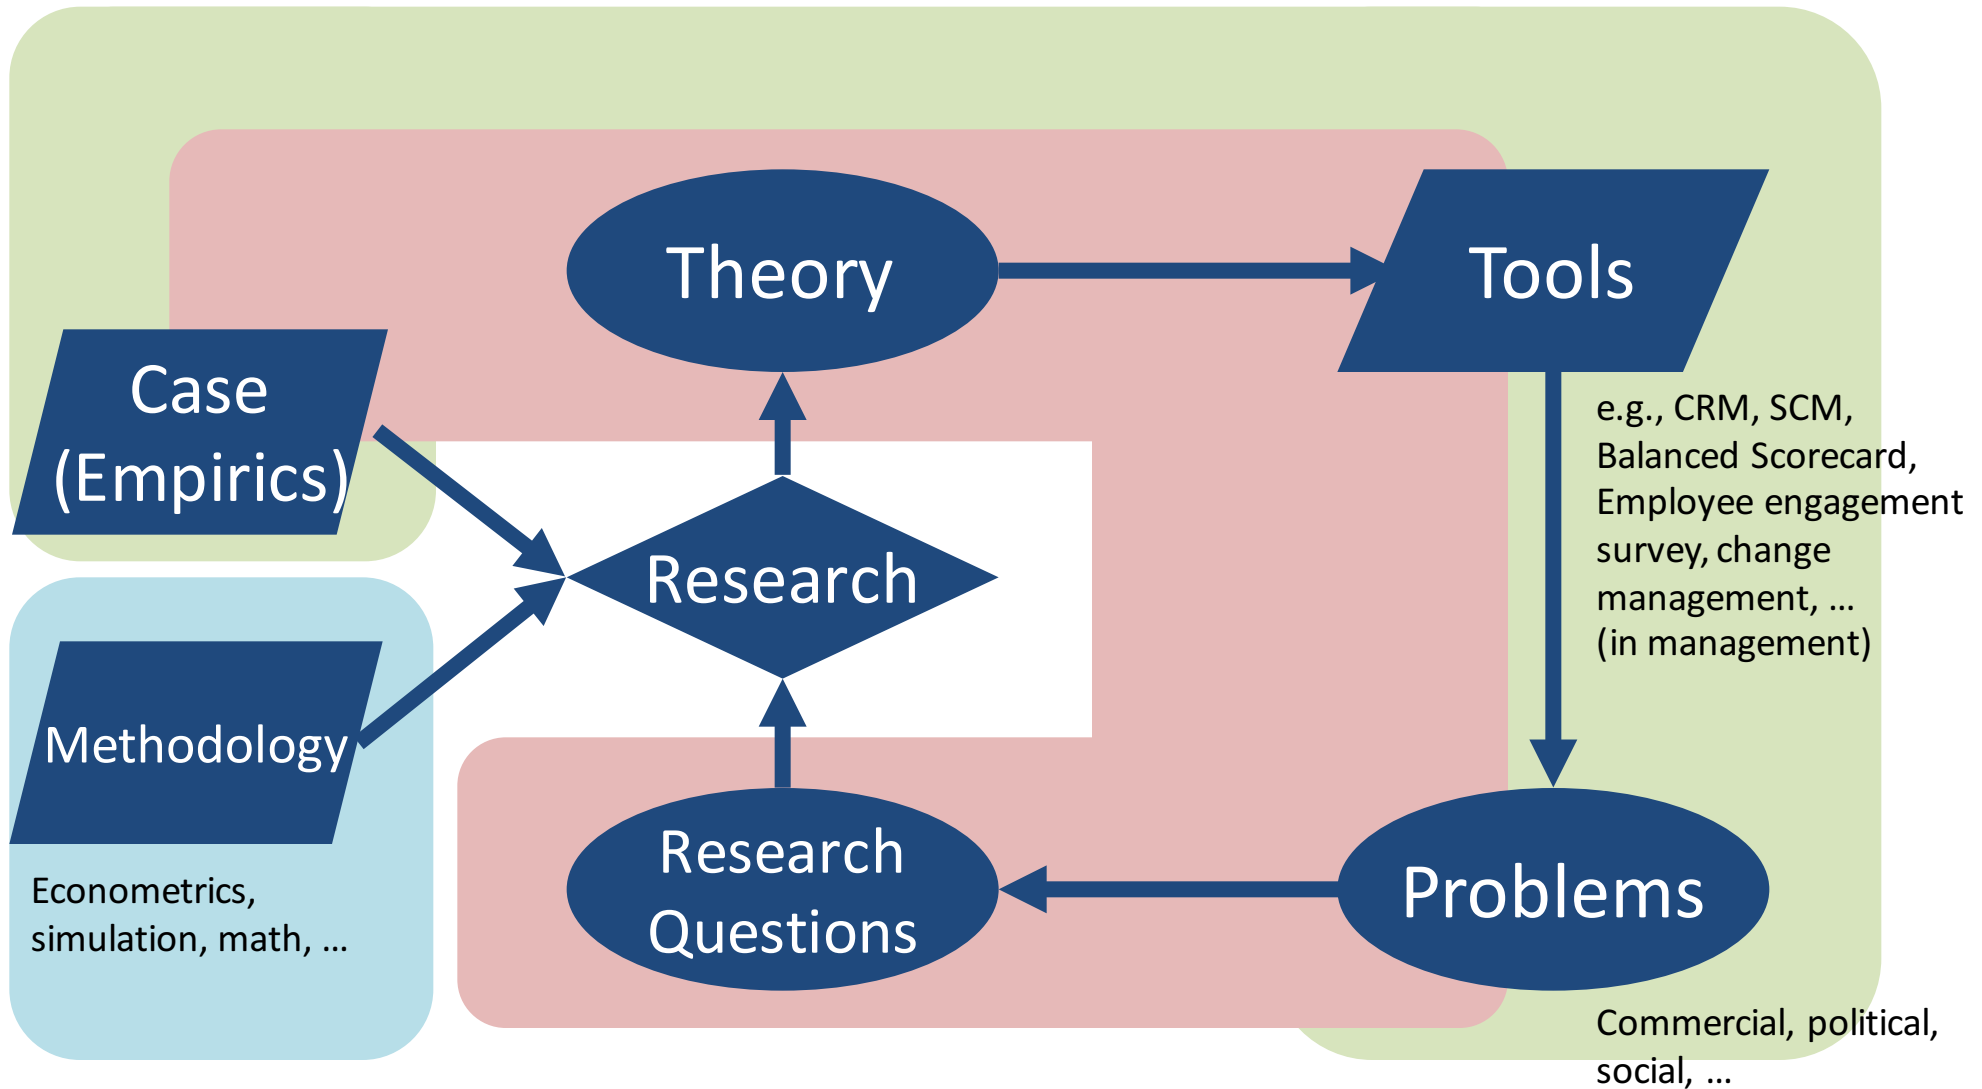 Theory
Tools
Case
(Empirics)
e.g., CRM, SCM,
Balanced Scorecard,
Employee engagement
survey, change
management, …
(in management)
Research
Methodology
Econometrics,
simulation, math, …
Research
Questions
Problems
Commercial, political,
social, …